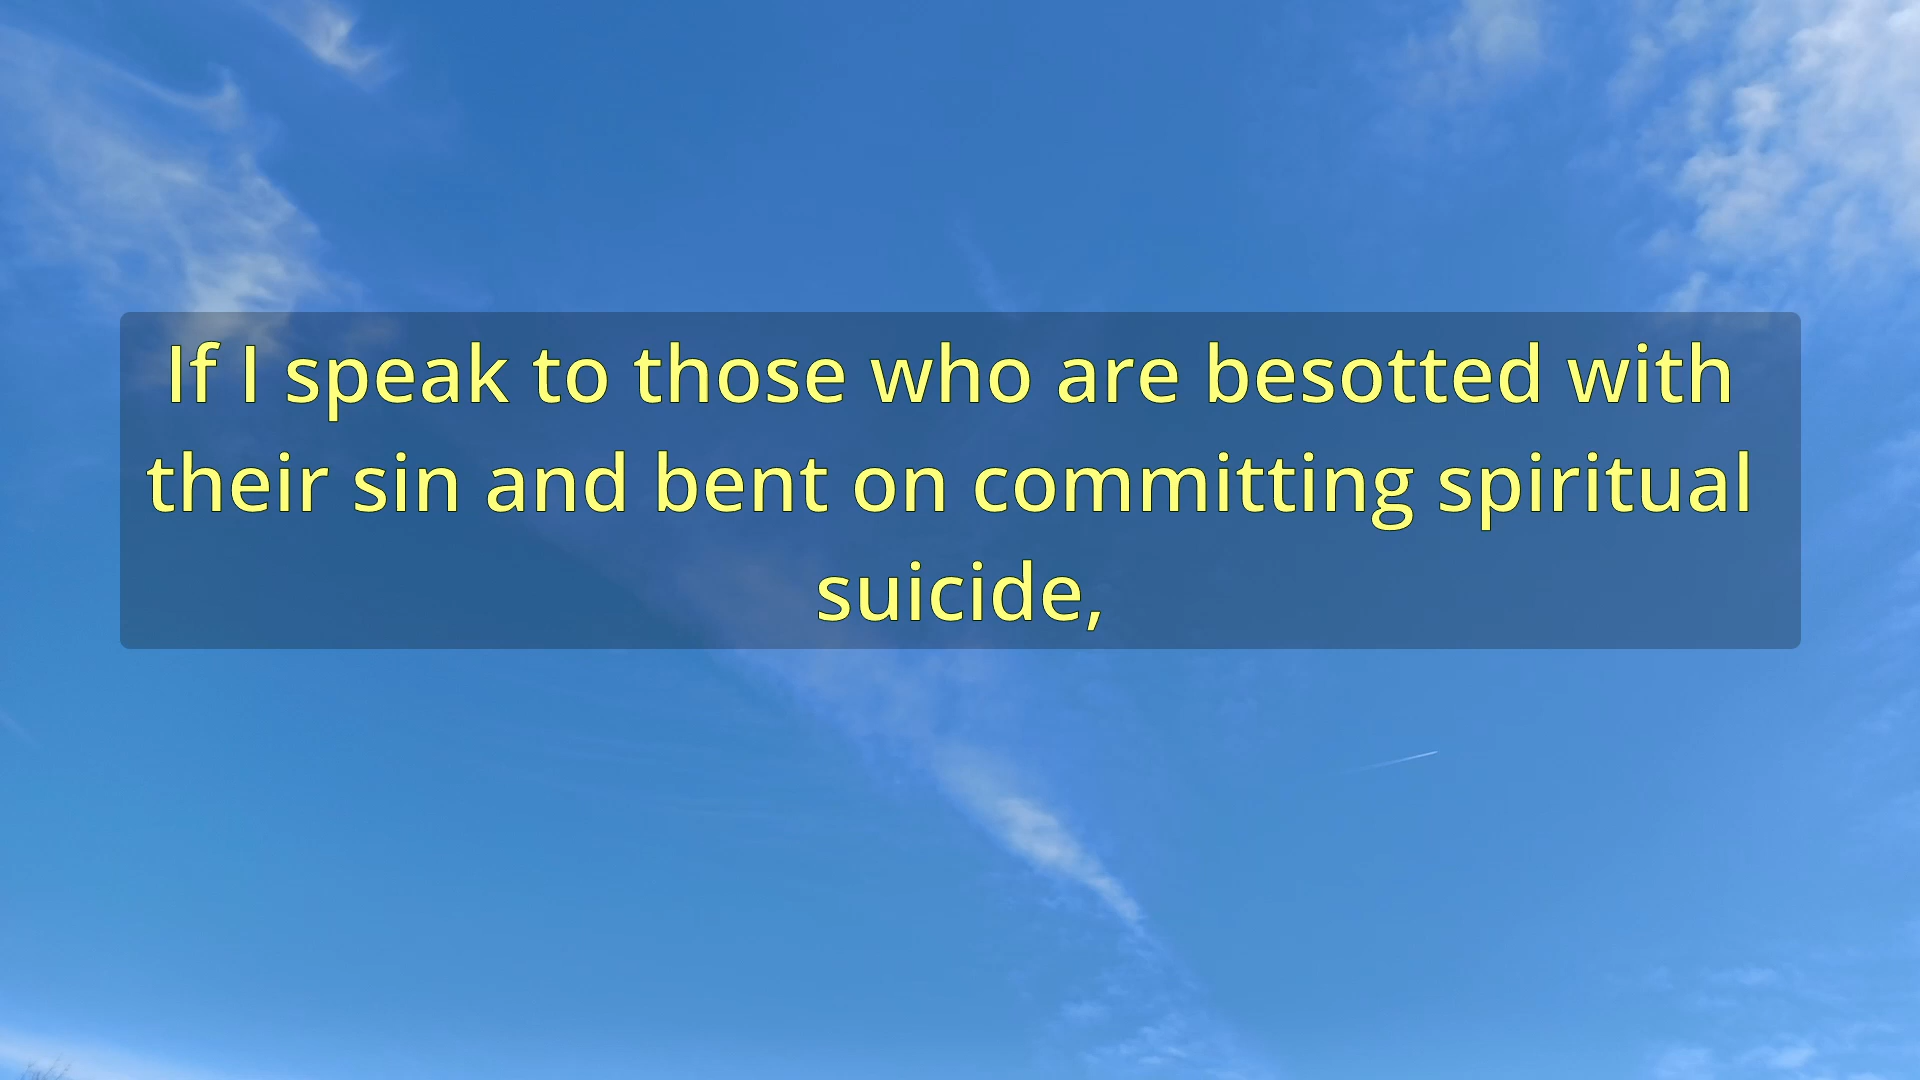 If I speak to those who are besotted with
their sin and bent on committing spiritual
suicide,